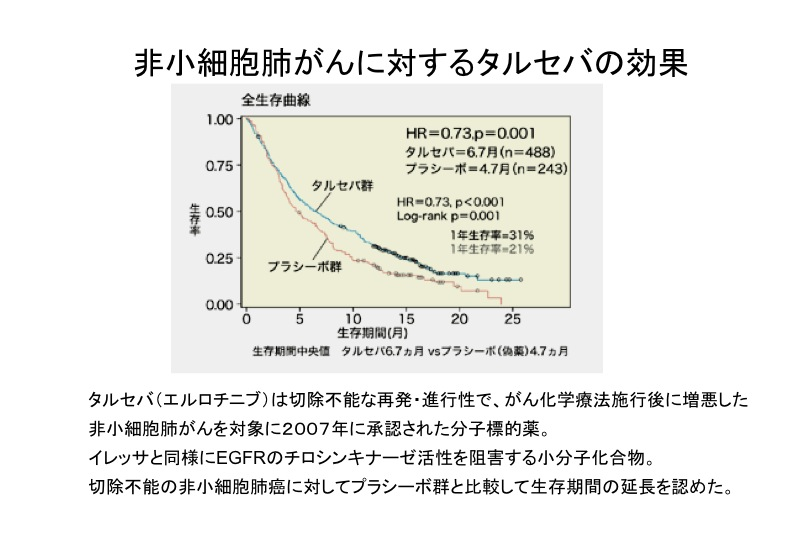 非小細胞肺がんに対するタルセバの効果
全生存曲線
1.00
0.75
0.50
0.25
0.00
生存率
HR=0.73,p=0.001
タルセバ=6.7月(n=488)
プラシーボ=4.7月(n=243)
タルセバ群
HR=0.73, p<0.001
Log-rank p=0.001
1年生存率=31%
1年生存率=21%
プラシーボ群
0 5 10 15 20 25
生存期間(月)
生存期間中央値 タルセバ6.7ヵ月 vsプラシーボ(偽薬)4.7ヵ月
タルセバ(エルロチニブ)は切除不能な再発・進行性で、がん化学療法施行後に増悪した
非小細胞肺がんを対象に2007年に承認された分子標的薬。
イレッサと同様にEGFRのチロシンキナーゼ活性を阻害する小分子化合物。
切除不能の非小細胞肺癌に対してプラシーボ群と比較して生存期間の延長を認めた。